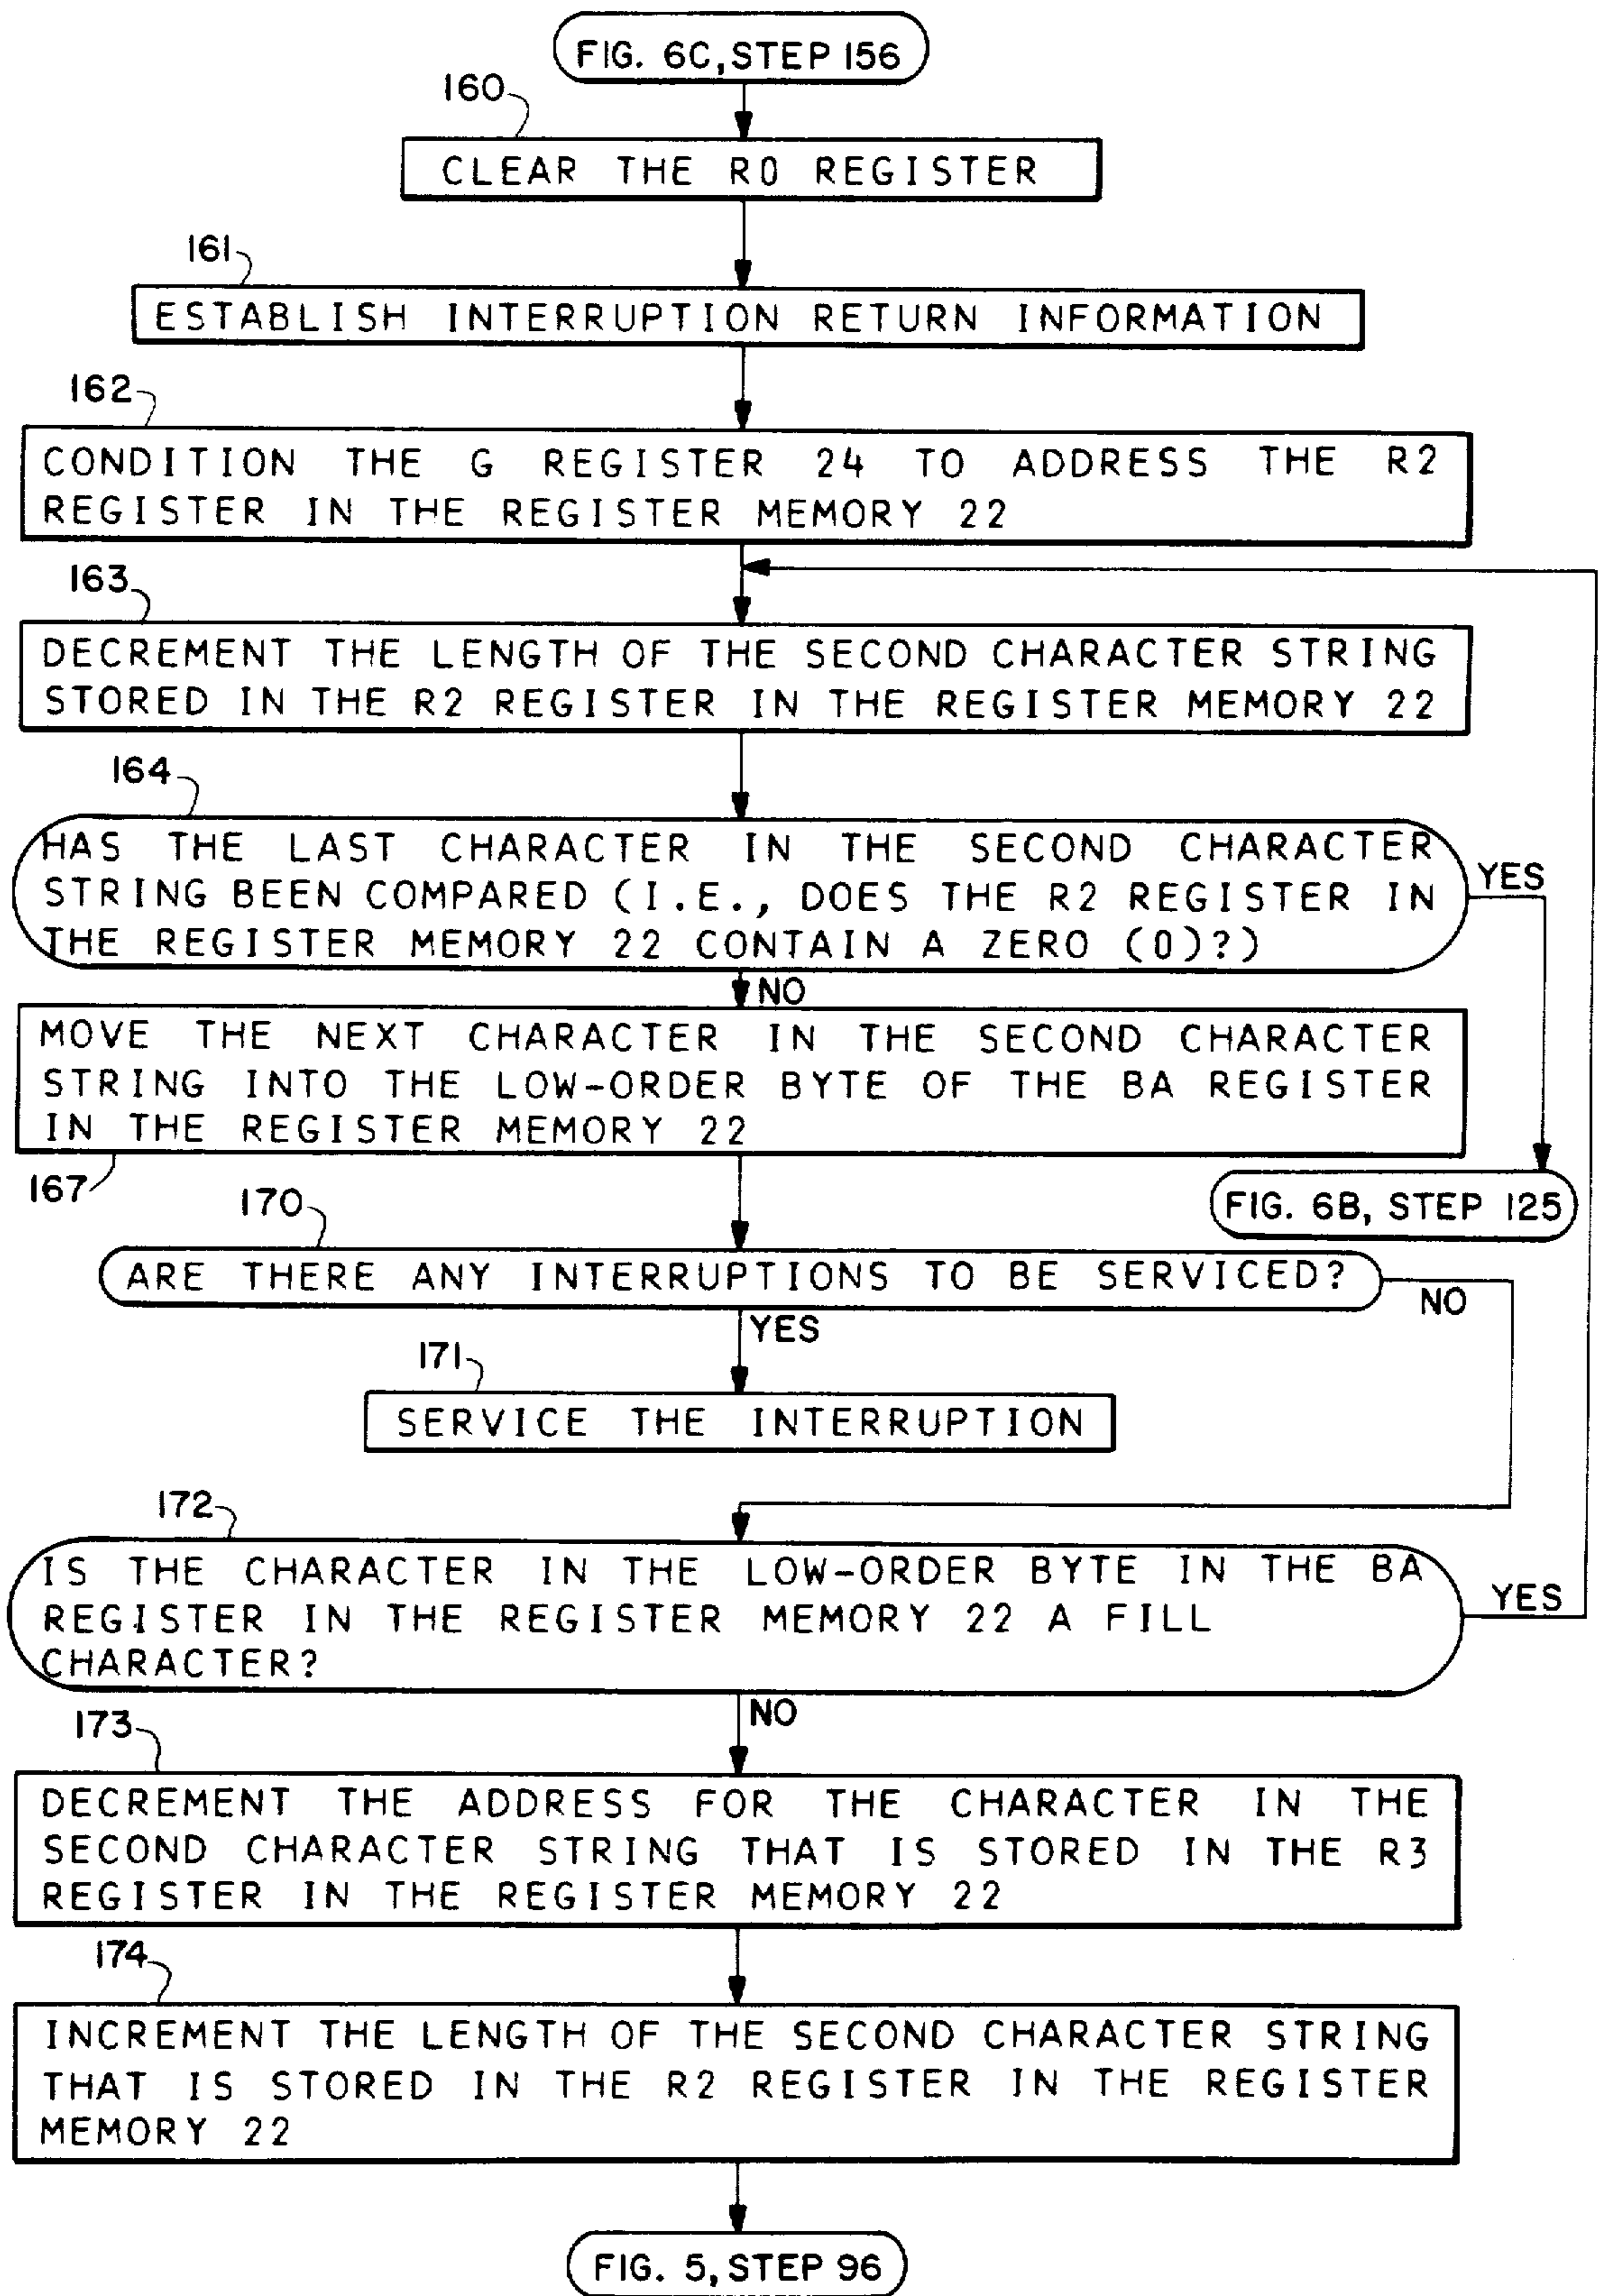 FIG. 6C, STEP 156
160
CLEAR THE R0 REGISTER
161
ESTABLISH INTERRUPTION RETURN INFORMATION
162
CONDITION THE G REGISTER 24 TO ADDRESS THE R2
REGISTER IN THE REGISTER MEMORY 22
163
DECREMENT THE LENGTH OF THE SECOND CHARACTER STRING
STORED IN THE R2 REGISTER IN THE REGISTER MEMORY 22
164
HAS THE LAST CHARACTER IN THE SECOND CHARACTER
STRING BEEN COMPARED (I.E., DOES THE R2 REGISTER IN
THE REGISTER MEMORY 22 CONTAIN A ZERO (0)?)
YES
NO
MOVE THE NEXT CHARACTER IN THE SECOND CHARACTER
STRING INTO THE LOW-ORDER BYTE OF THE BA REGISTER
IN THE REGISTER MEMORY 22
167
FIG. 6B, STEP 125
170
ARE THERE ANY INTERRUPTIONS TO BE SERVICED?
NO
YES
171
SERVICE THE INTERRUPTION
172
IS THE CHARACTER IN THE LOW-ORDER BYTE IN THE BA
REGISTER IN THE REGISTER MEMORY 22 A FILL
CHARACTER?
YES
NO
173
DECREMENT THE ADDRESS FOR THE CHARACTER IN THE
SECOND CHARACTER STRING THAT IS STORED IN THE R3
REGISTER IN THE REGISTER MEMORY 22
174
INCREMENT THE LENGTH OF THE SECOND CHARACTER STRING
THAT IS STORED IN THE R2 REGISTER IN THE REGISTER
MEMORY 22
FIG. 5, STEP 96